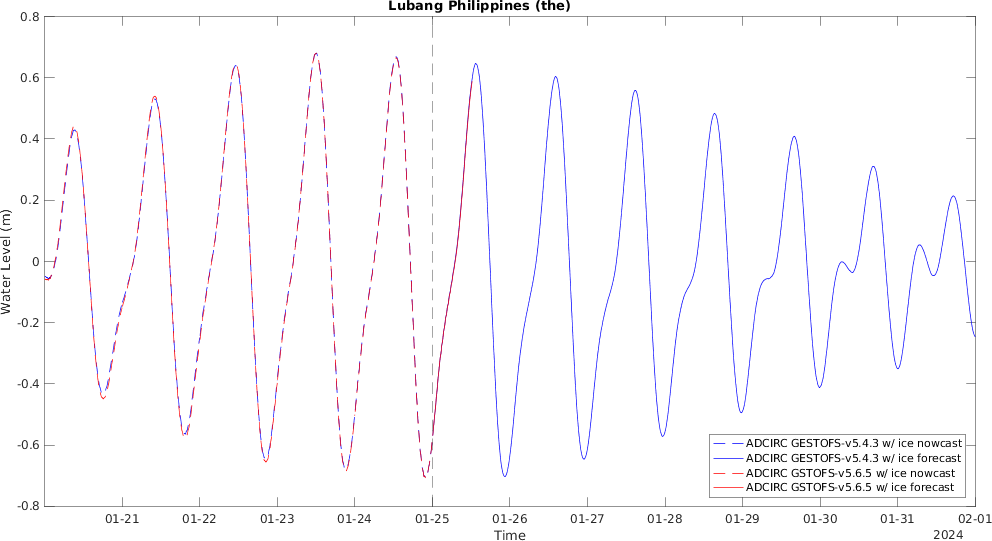 Lubang Philippines (the)
0.8
0.6
0.4
0.2
0
-0.2
-0.4
-0.6
-0.8
Water Level (m)
ADCIRC GESTOFS-v5.4.3 w/ ice nowcast
ADCIRC GESTOFS-v5.4.3 w/ ice forecast
ADCIRC GSTOFS-v5.6.5 w/ ice nowcast
ADCIRC GSTOFS-v5.6.5 w/ ice forecast
01-21 01-22 01-23 01-24 01-25 01-26 01-27 01-28 01-29 01-30 01-31 02-01
Time
2024